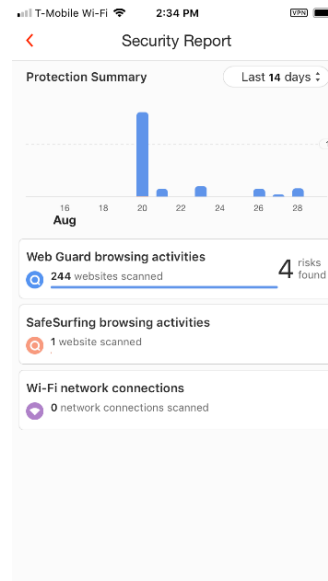 T-Mobile Wi-Fi 2:34 PM VPN
Security Report
Protection Summary Last 14 days
16 18 20 22 24 26 28
Aug
Web Guard browsing activities
244 websites scanned
4 risks
found
SafeSurfing browsing activities
1 website scanned
Wi-Fi network connections
0 network connections scanned